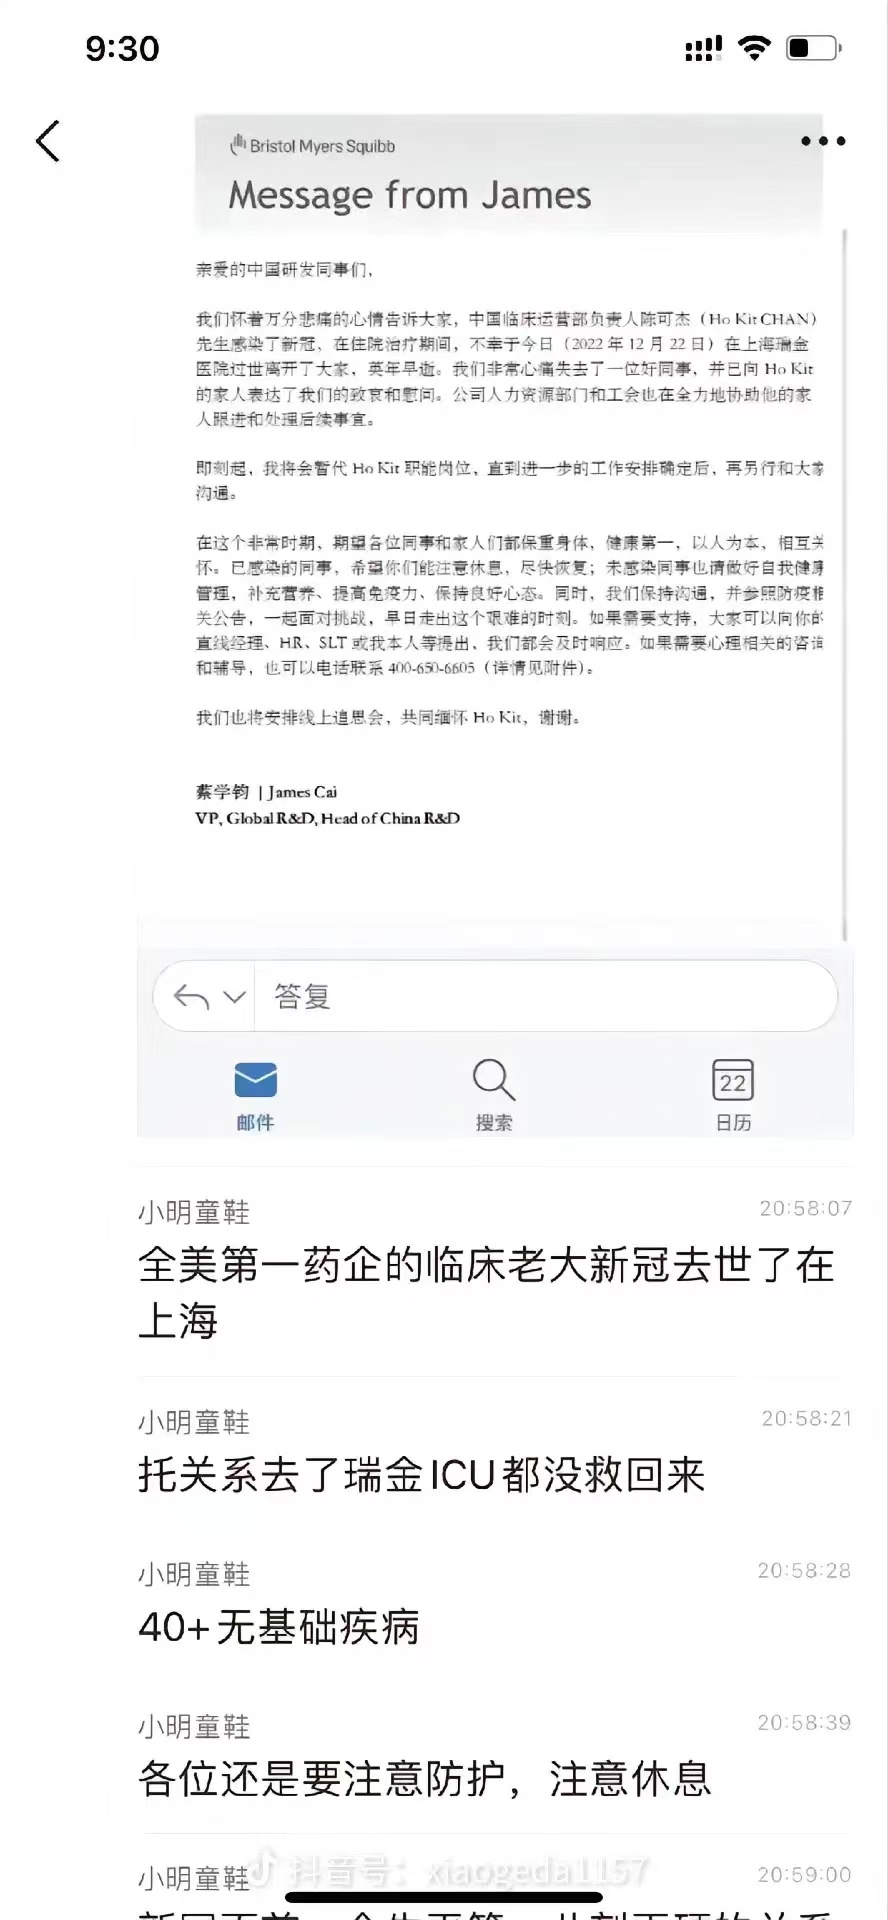 9:30
Bristol Myers Squibb
Message from James
亲爱的中国研发同事们，
我们怀着万分悲痛的心情告诉大家，中国临床运营部负责人陈可杰（Ho Kit CHAN）
先生感染了新冠、在住院治疗期间，不幸于今日（2022 年 12 月 22 日）在上海瑞金
医院过世离开了大家，英年早逝。我们非常心痛失去了一位好同事，并已向 Ho Kit
的家人表达了我们的致哀和慰问。公司人力资源部门和工会也在全力地协助他的家
人跟进和处理后续事宜。
即刻起，我将会暂代 Ho Kit 职能岗位，直到进一步的工作安排确定后，再另行和大家
沟通。
在这个非常时期、期望各位同事和家人们都保重身体，健康第一，以人为本，相互关
怀。已感染的同事，希望你们能注意休息，尽快恢复；未感染同事也请做好自我健康
管理，补充营养、提高免疫力、保持良好心态。同时，我们保持沟通，并参照防疫相
关公告，一起面对挑战，早日走出这个艰难的时刻。如果需要支持，大家可以向你的
直线经理、HR、SLT 或我本人等提出，我们都会及时响应。如果需要心理相关的咨询
和辅导，也可以电话联系 400-650-6605（详情见附件）。
我们也将安排线上追思会，共同缅怀 Ho Kit，谢谢。
蔡学钧 | James Cai
VP, Global R&D, Head of China R&D
答复
邮件 搜索 22 日历
小明童鞋 20:58:07
全美第一药企的临床老大新冠去世了在
上海
小明童鞋 20:58:21
托关系去了瑞金ICU都没救回来
小明童鞋 20:58:28
40+无基础疾病
小明童鞋 20:58:39
各位还是要注意防护，注意休息
小明童鞋 20:59:00
抖音号：xiaogeda1157